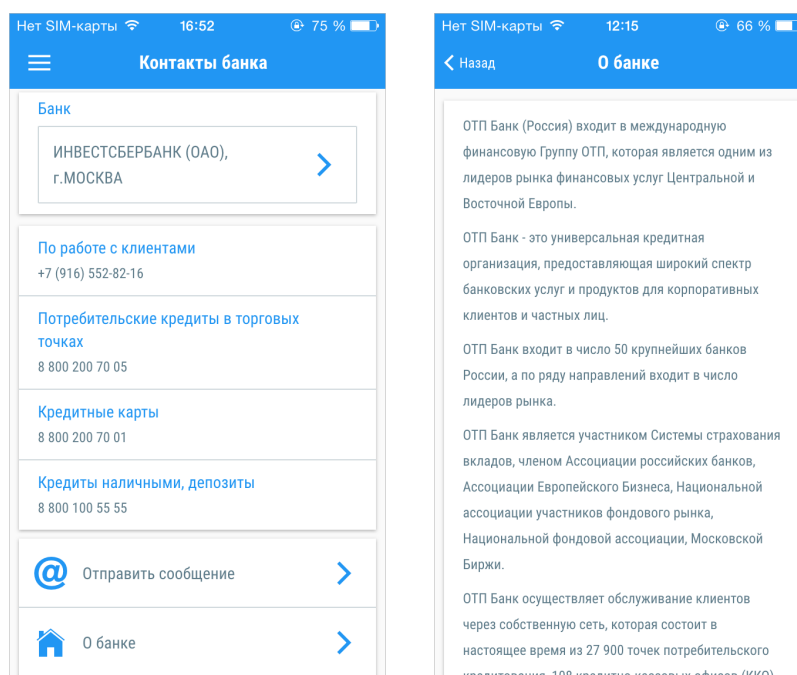 Нет SIM-карты 16:52 75 %
Контакты банка
Банк
ИНВЕСТСБЕРБАНК (ОАО),
г.МОСКВА
По работе с клиентами
+7 (916) 552-82-16
Потребительские кредиты в торговых
точках
8 800 200 70 05
Кредитные карты
8 800 200 70 01
Кредиты наличными, депозиты
8 800 100 55 55
@ Отправить сообщение
О банке
Нет SIM-карты 12:15 66 %
Назад О банке
ОТП Банк (Россия) входит в международную
финансовую Группу ОТП, которая является одним из
лидеров рынка финансовых услуг Центральной и
Восточной Европы.
ОТП Банк - это универсальная кредитная
организация, предоставляющая широкий спектр
банковских услуг и продуктов для корпоративных
клиентов и частных лиц.
ОТП Банк входит в число 50 крупнейших банков
России, а по ряду направлений входит в число
лидеров рынка.
ОТП Банк является участником Системы страхования
вкладов, членом Ассоциации российских банков,
Ассоциации Европейского Бизнеса, Национальной
ассоциации участников фондового рынка,
Национальной фондовой ассоциации, Московской
Биржи.
ОТП Банк осуществляет обслуживание клиентов
через собственную сеть, которая состоит в
настоящее время из 27 900 точек потребительского